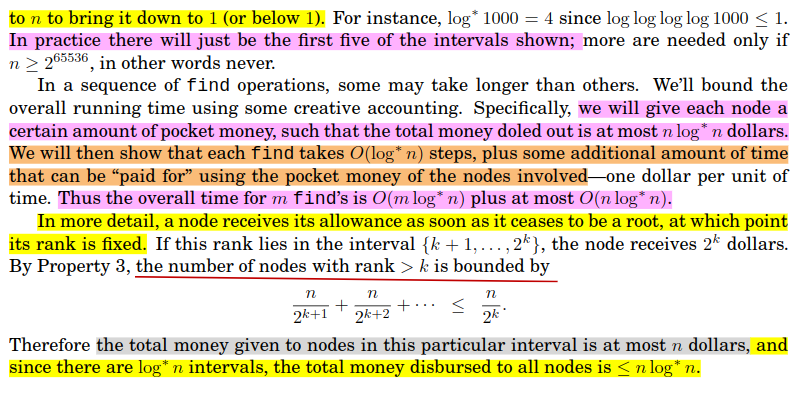 to n to bring it down to 1 (or below 1). For instance, log* 1000 = 4 since log log log log 1000 ≤ 1.
In practice there will just be the first five of the intervals shown; more are needed only if
n ≥ 2^65536, in other words never.
In a sequence of find operations, some may take longer than others. We'll bound the
overall running time using some creative accounting. Specifically, we will give each node a
certain amount of pocket money, such that the total money doled out is at most n log* n dollars.
We will then show that each find takes O(log* n) steps, plus some additional amount of time
that can be “paid for” using the pocket money of the nodes involved—one dollar per unit of
time. Thus the overall time for m find's is O(m log* n) plus at most O(n log* n).
In more detail, a node receives its allowance as soon as it ceases to be a root, at which point
its rank is fixed. If this rank lies in the interval {k + 1, . . . , 2^k}, the node receives 2^k dollars.
By Property 3, the number of nodes with rank > k is bounded by
n/2^{k+1} + n/2^{k+2} + · · · ≤ n/2^k.
Therefore the total money given to nodes in this particular interval is at most n dollars, and
since there are log* n intervals, the total money disbursed to all nodes is ≤ n log* n.